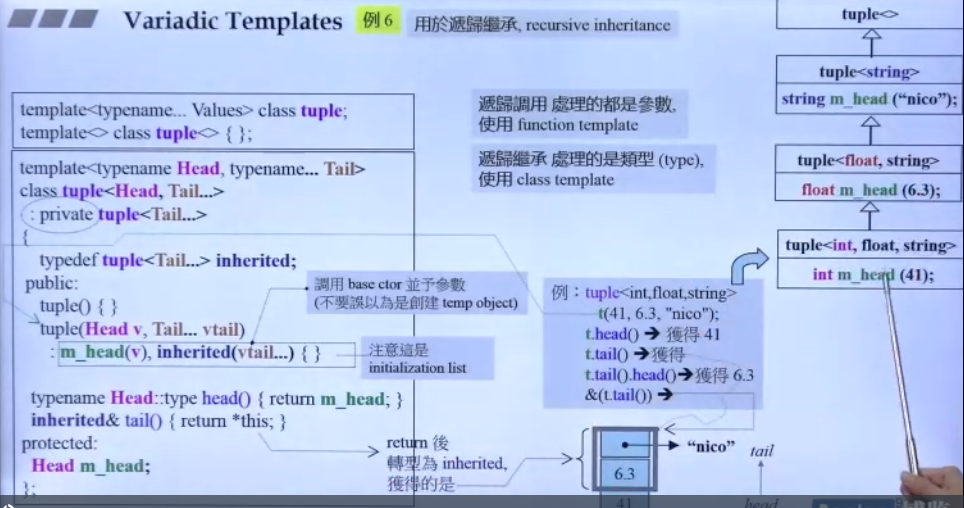 Variadic Templates 例6 用於遞歸繼承, recursive inheritance
template<typename... Values> class tuple;
template<> class tuple<> { };
template<typename Head, typename... Tail>
class tuple<Head, Tail...>
: private tuple<Tail...>
{
typedef tuple<Tail...> inherited;
public:
tuple() { }
tuple(Head v, Tail... vtail)
: m_head(v), inherited(vtail...) { }
typename Head::type head() { return m_head; }
inherited& tail() { return *this; }
protected:
Head m_head;
};
調用 base ctor 並予參數
(不要誤以為是創建 temp object)
注意這是
initialization list
return 後
轉型為 inherited,
獲得的是
遞歸調用 處理的都是參數,
使用 function template
遞歸繼承 處理的是類型 (type),
使用 class template
例：tuple<int,float,string>
t(41, 6.3, "nico");
t.head() ➔ 獲得 41
t.tail() ➔獲得
t.tail().head()➔獲得 6.3
&(t.tail()) ➔
“nico”
6.3
41
tail
head
tuple<>
tuple<string>
string m_head (“nico”);
tuple<float, string>
float m_head (6.3);
tuple<int, float, string>
int m_head (41);